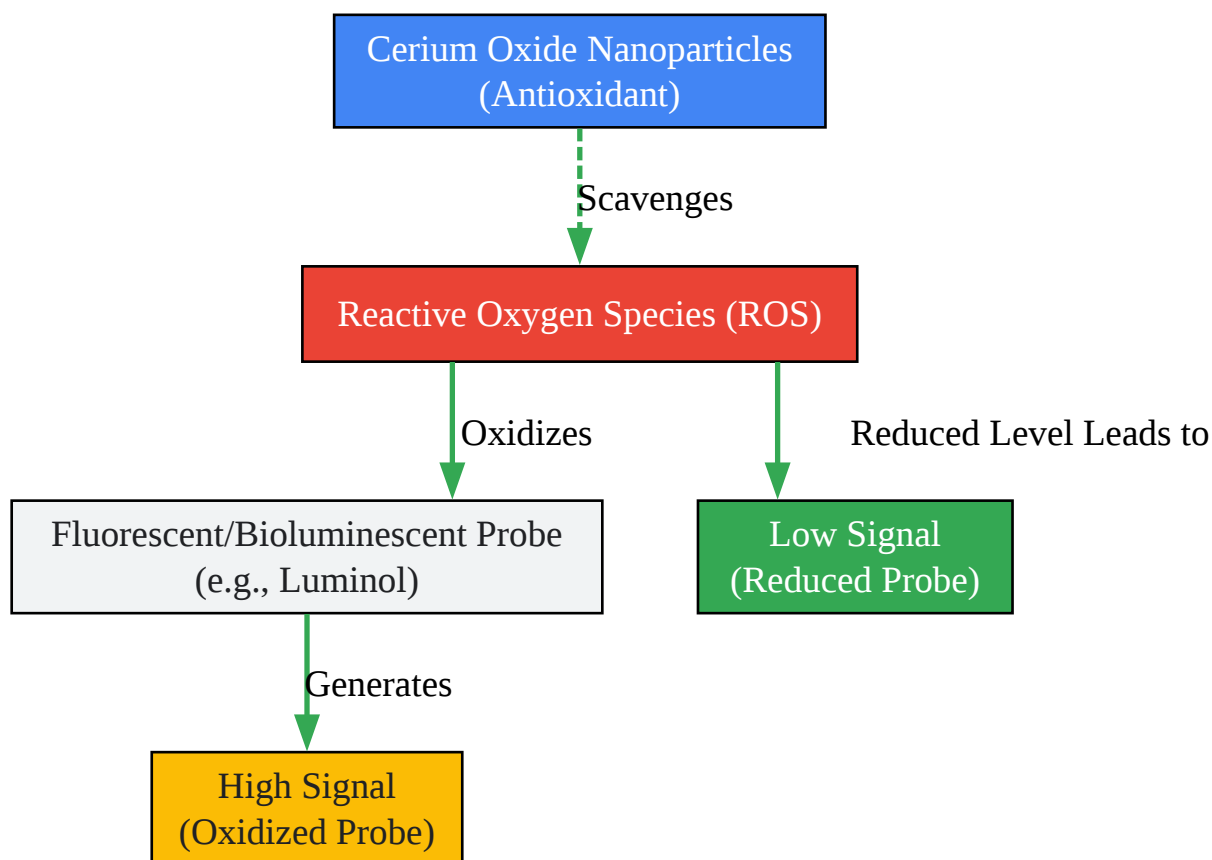 Cerium Oxide Nanoparticles
(Antioxidant)
Scavenges
Reactive Oxygen Species (ROS)
Oxidizes
Reduced Level Leads to
Fluorescent/Bioluminescent Probe
(e.g., Luminol)
Low Signal
(Reduced Probe)
Generates
High Signal
(Oxidized Probe)